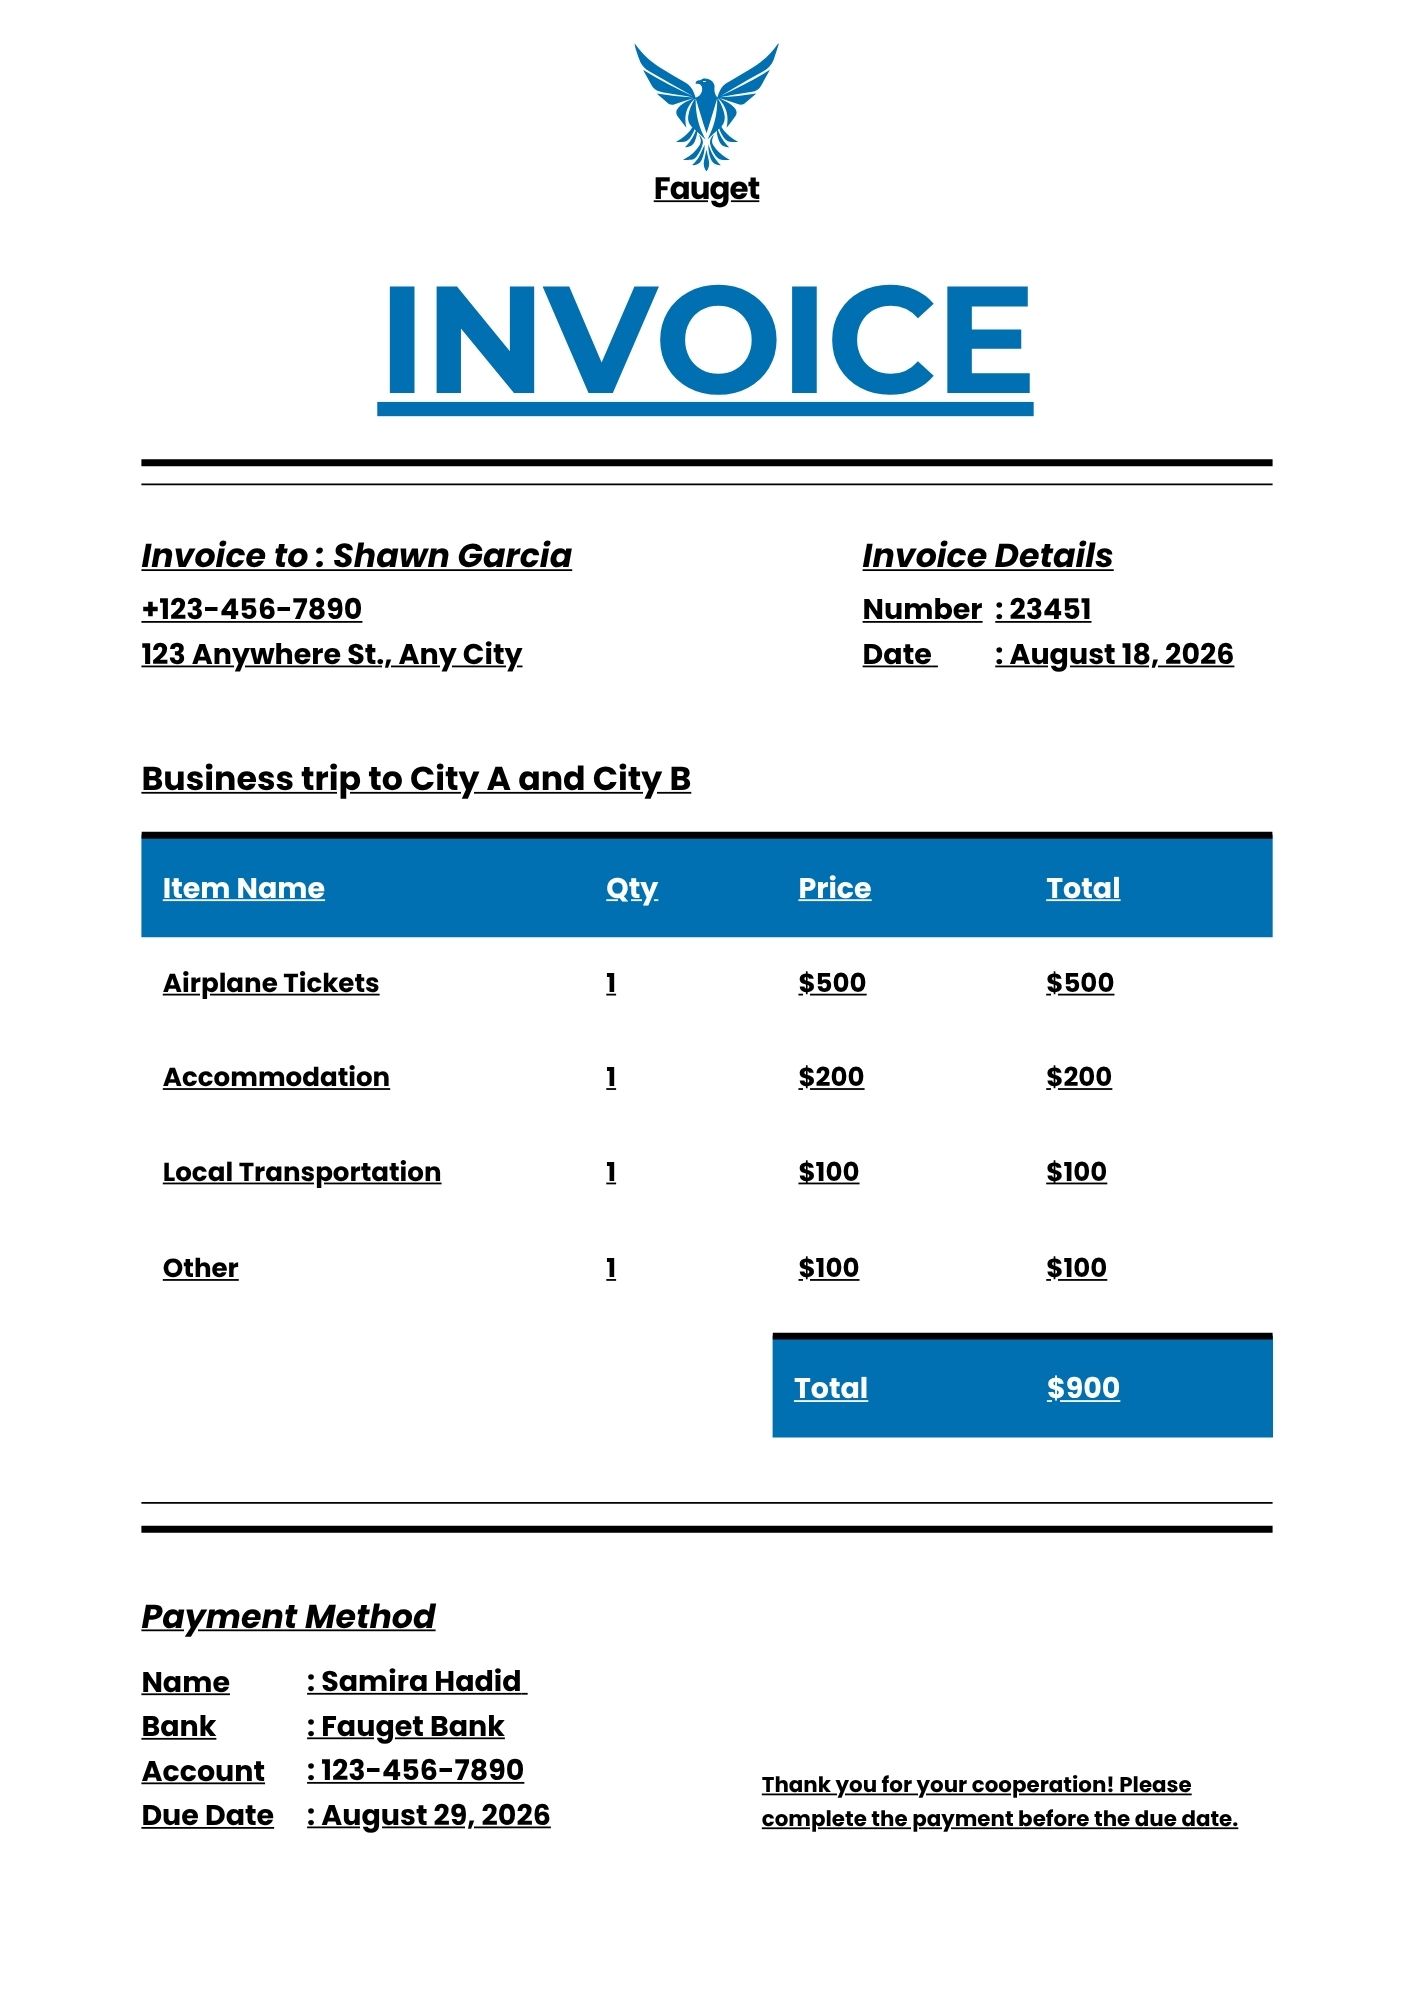 Fauget
INVOICE
Invoice to : Shawn Garcia
+123-456-7890
123 Anywhere St., Any City
Invoice Details
Number : 23451
Date : August 18, 2026
Business trip to City A and City B
Item Name Qty Price Total
Airplane Tickets 1 $500 $500
Accommodation 1 $200 $200
Local Transportation 1 $100 $100
Other 1 $100 $100
Total $900
Payment Method
Name : Samira Hadid
Bank : Fauget Bank
Account : 123-456-7890
Due Date : August 29, 2026
Thank you for your cooperation! Please
complete the payment before the due date.